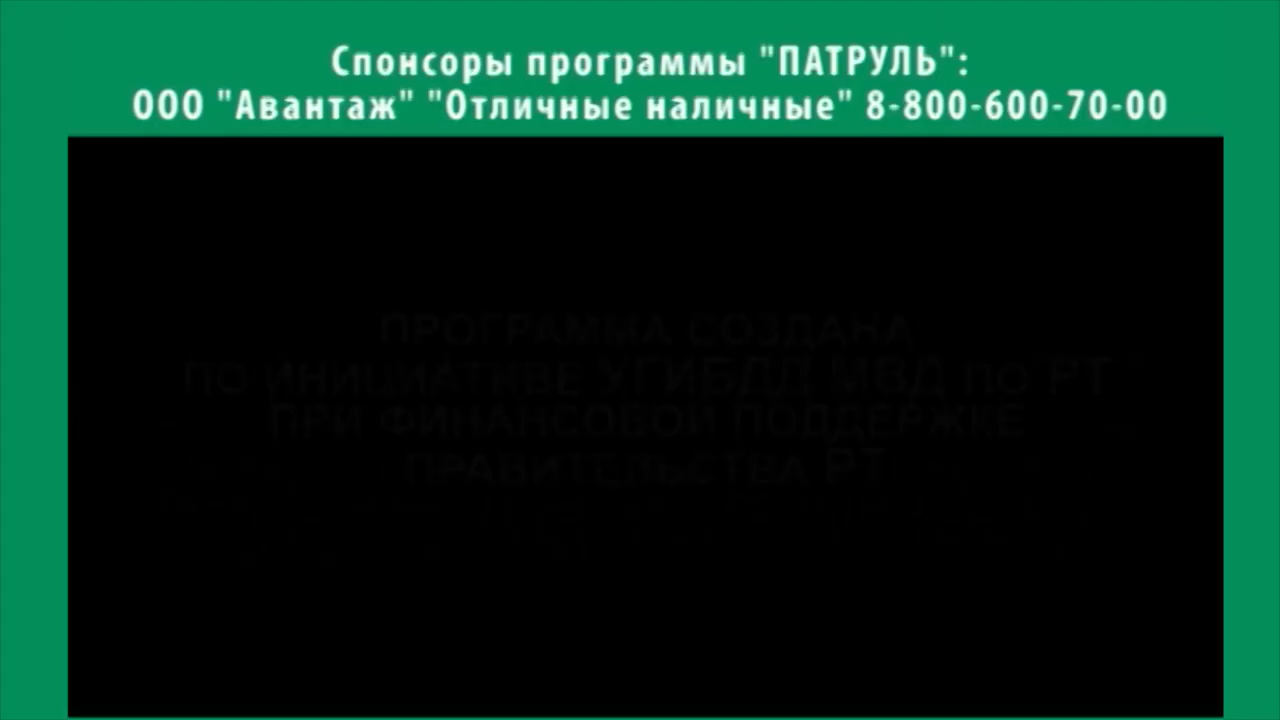 Спонсоры программы "ПАТРУЛЬ":
ООО "Авантаж" "Отличные наличные" 8-800-600-70-00
ПРОГРАММА СОЗДАНА
ПО ИНИЦИАТИВЕ УГИБДД МВД ПО РТ
ПРИ ФИНАНСОВОЙ ПОДДЕРЖКЕ
ПРАВИТЕЛЬСТВА РТ